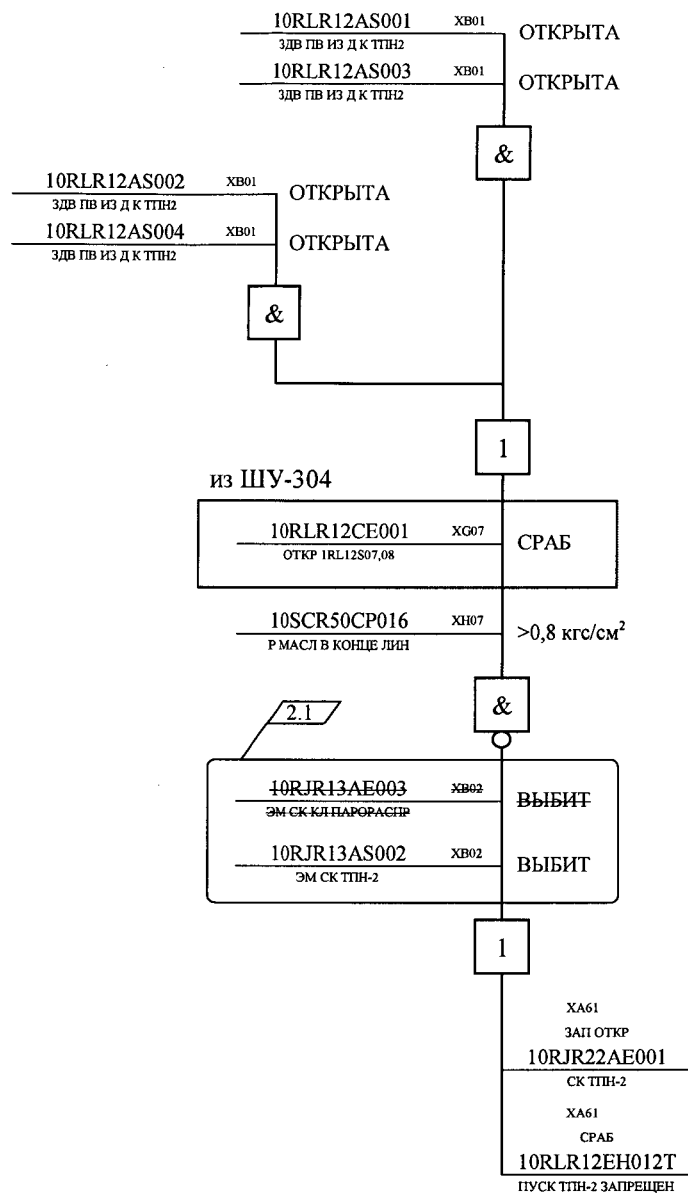 10RLR12AS001 XB01 ОТКРЫТА
ЗДВ ПВ ИЗ Д К ТПН2
10RLR12AS003 XB01 ОТКРЫТА
ЗДВ ПВ ИЗ Д К ТПН2
&
10RLR12AS002 XB01 ОТКРЫТА
ЗДВ ПВ ИЗ Д К ТПН2
10RLR12AS004 XB01 ОТКРЫТА
ЗДВ ПВ ИЗ Д К ТПН2
&
1
из ШУ-304
10RLR12CE001 XG07 СРАБ
ОТКР 1RL12S07,08
10SCR50CP016 XH07 >0,8 кгс/см²
Р МАСЛ В КОНЦЕ ЛИН
&
2.1
10RJR13AE003 XB02 ВЫБИТ
ЭМ СК КЛ ПАРОРАСПР
10RJR13AS002 XB02 ВЫБИТ
ЭМ СК ТПН-2
1
XA61
ЗАП ОТКР
10RJR22AE001
СК ТПН-2
XA61
СРАБ
10RLR12EH012T
ПУСК ТПН-2 ЗАПРЕЩЕН